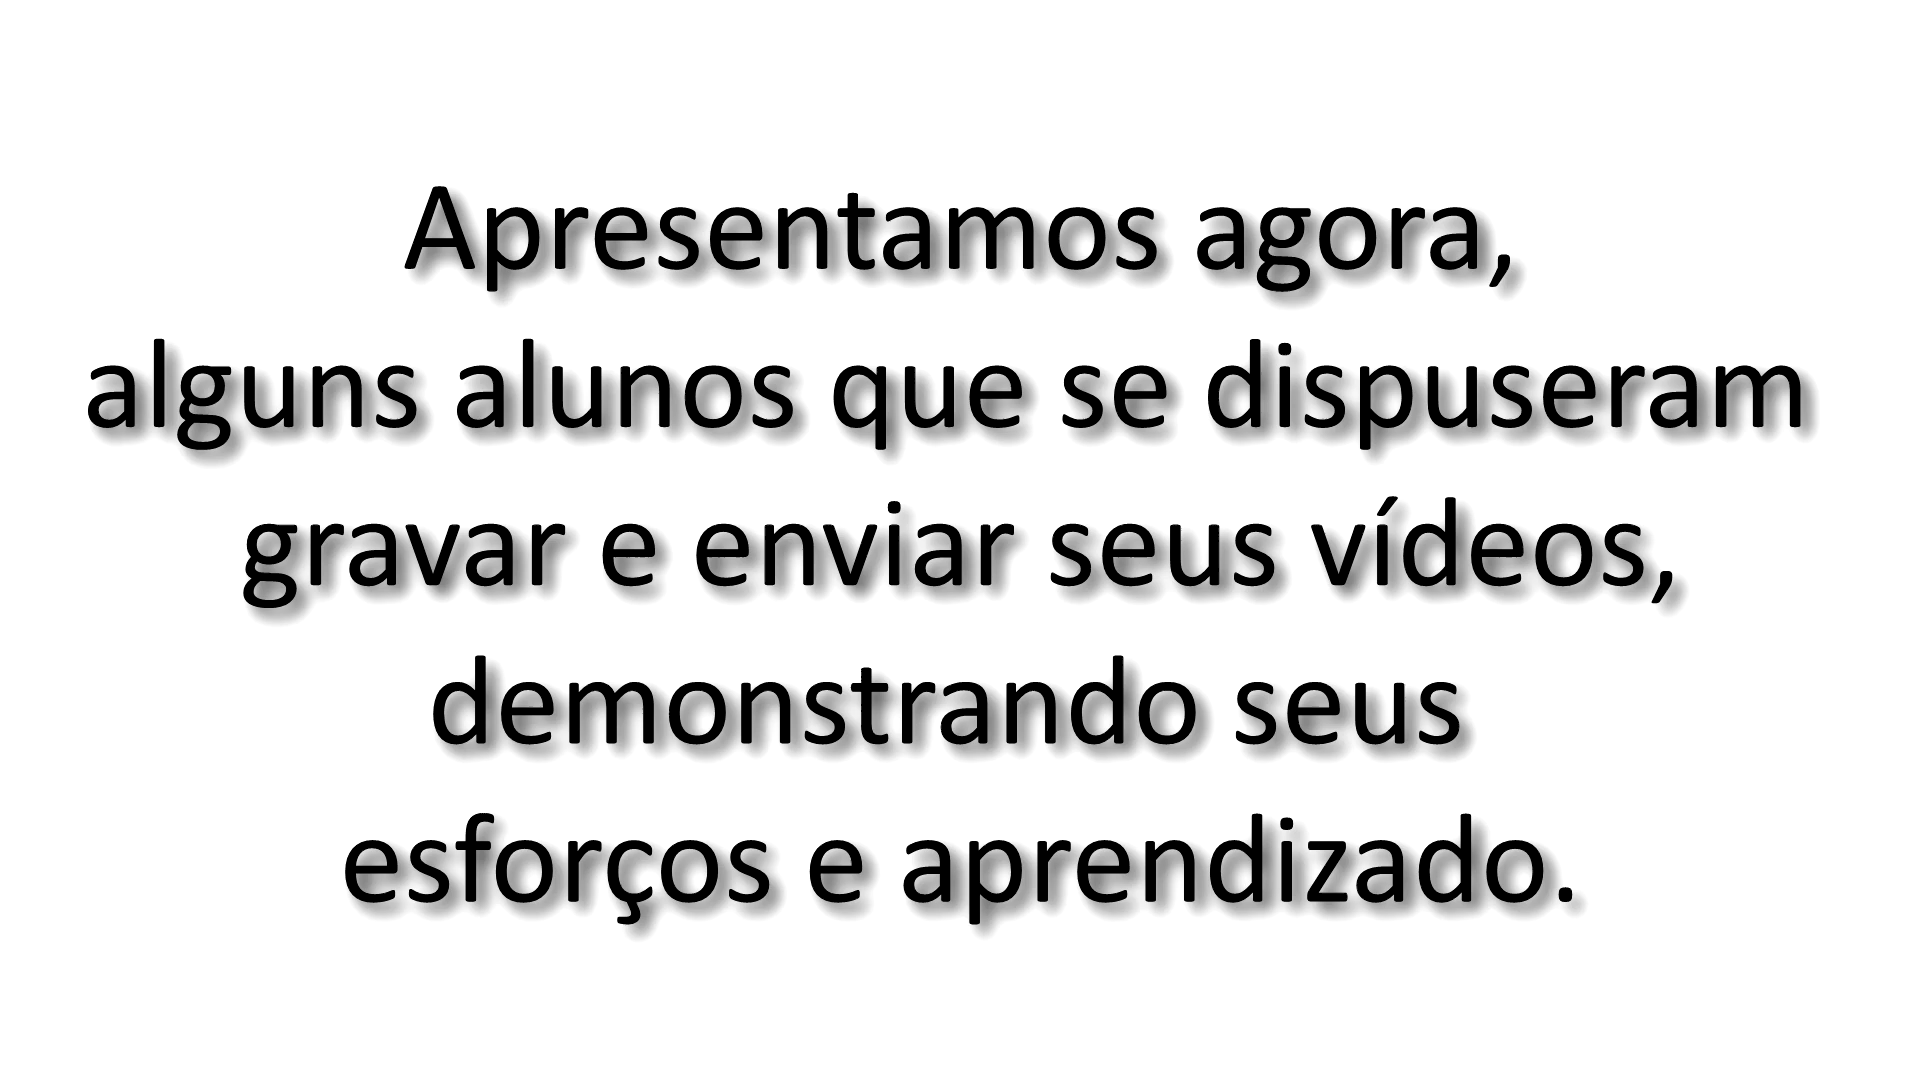 Apresentamos agora,
alguns alunos que se dispuseram
gravar e enviar seus vídeos,
demonstrando seus
esforços e aprendizado.